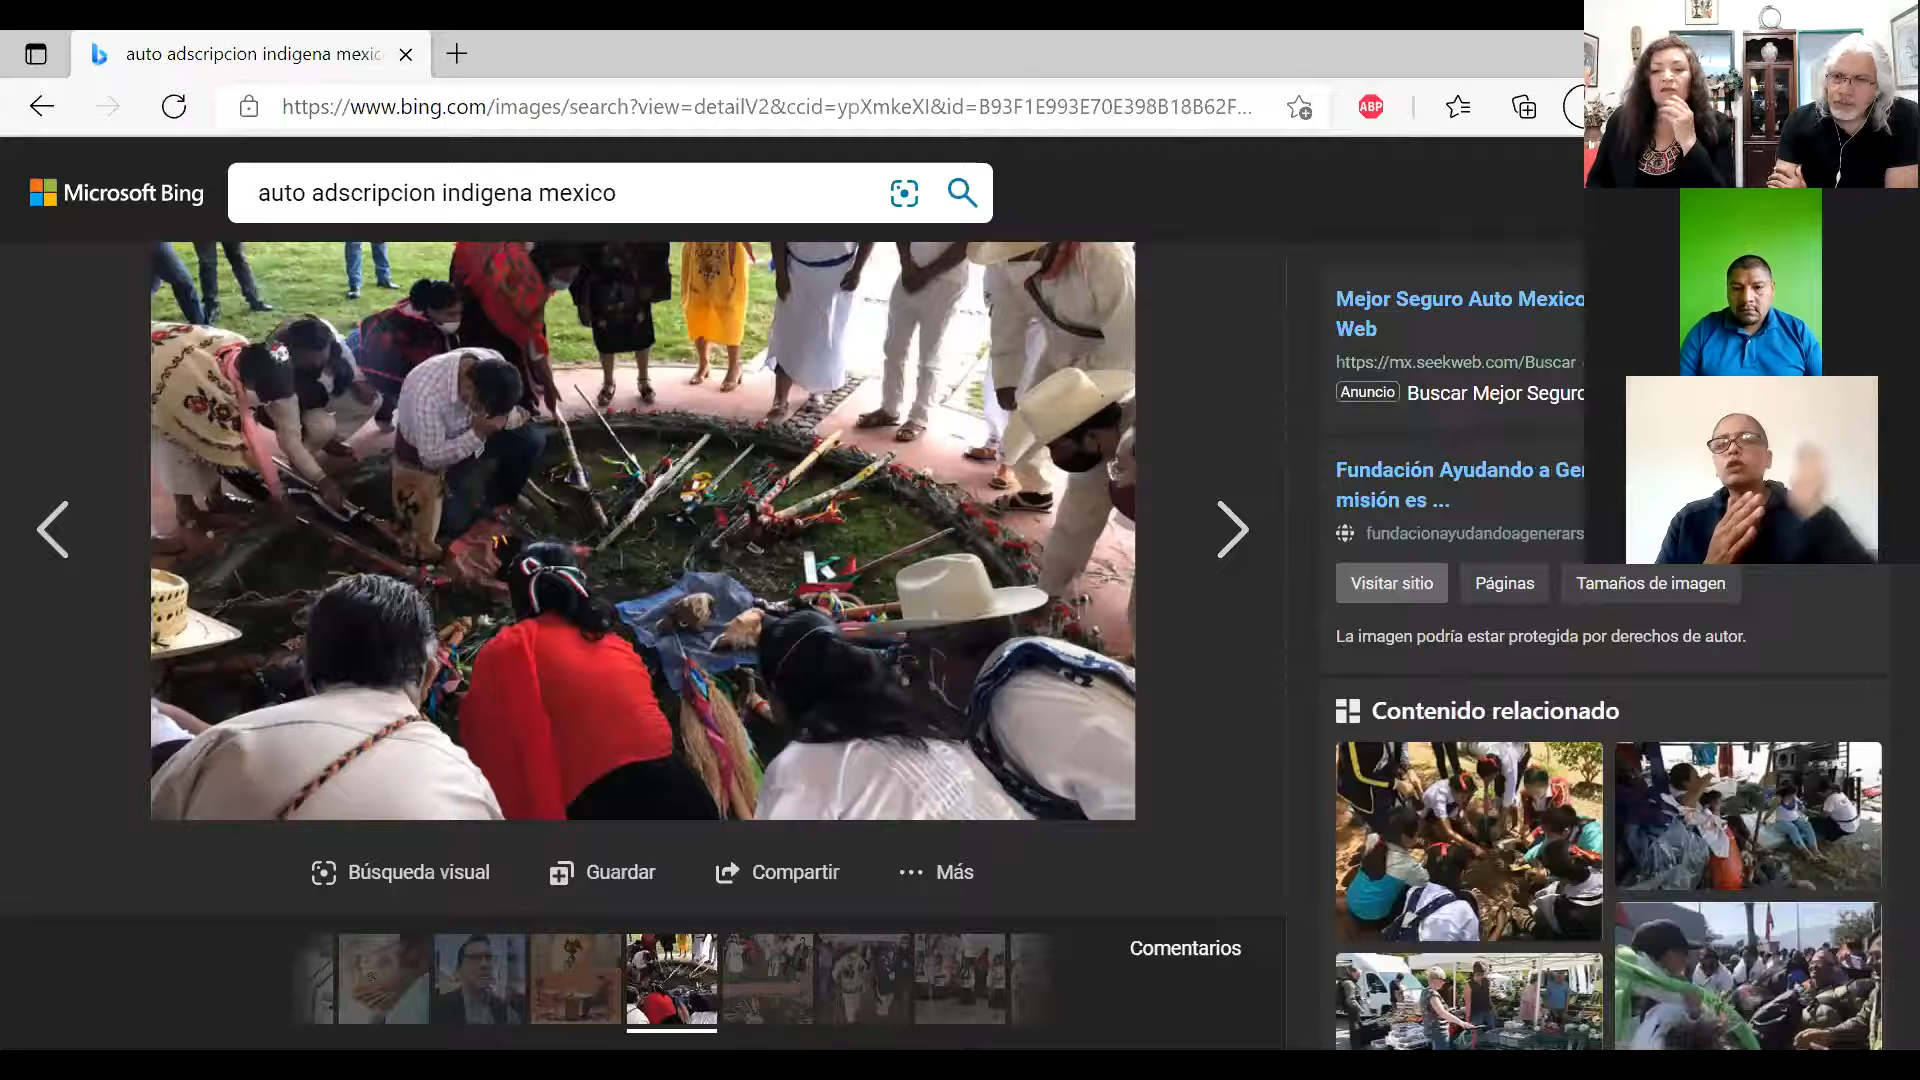 auto adscripcion indigena mexic
https://www.bing.com/images/search?view=detailV2&ccid=ypXmkeXI&id=B93F1E993E70E398B18B62F...
ABP
Microsoft Bing
auto adscripcion indigena mexico
Mejor Seguro Auto Mexico
Web
https://mx.seekweb.com/Buscar
Anuncio Buscar Mejor Seguro
Fundación Ayudando a Ge
misión es ...
fundacionayudandoagenerars
Visitar sitio Páginas Tamaños de imagen
La imagen podría estar protegida por derechos de autor.
Contenido relacionado
Búsqueda visual Guardar Compartir Más
Comentarios